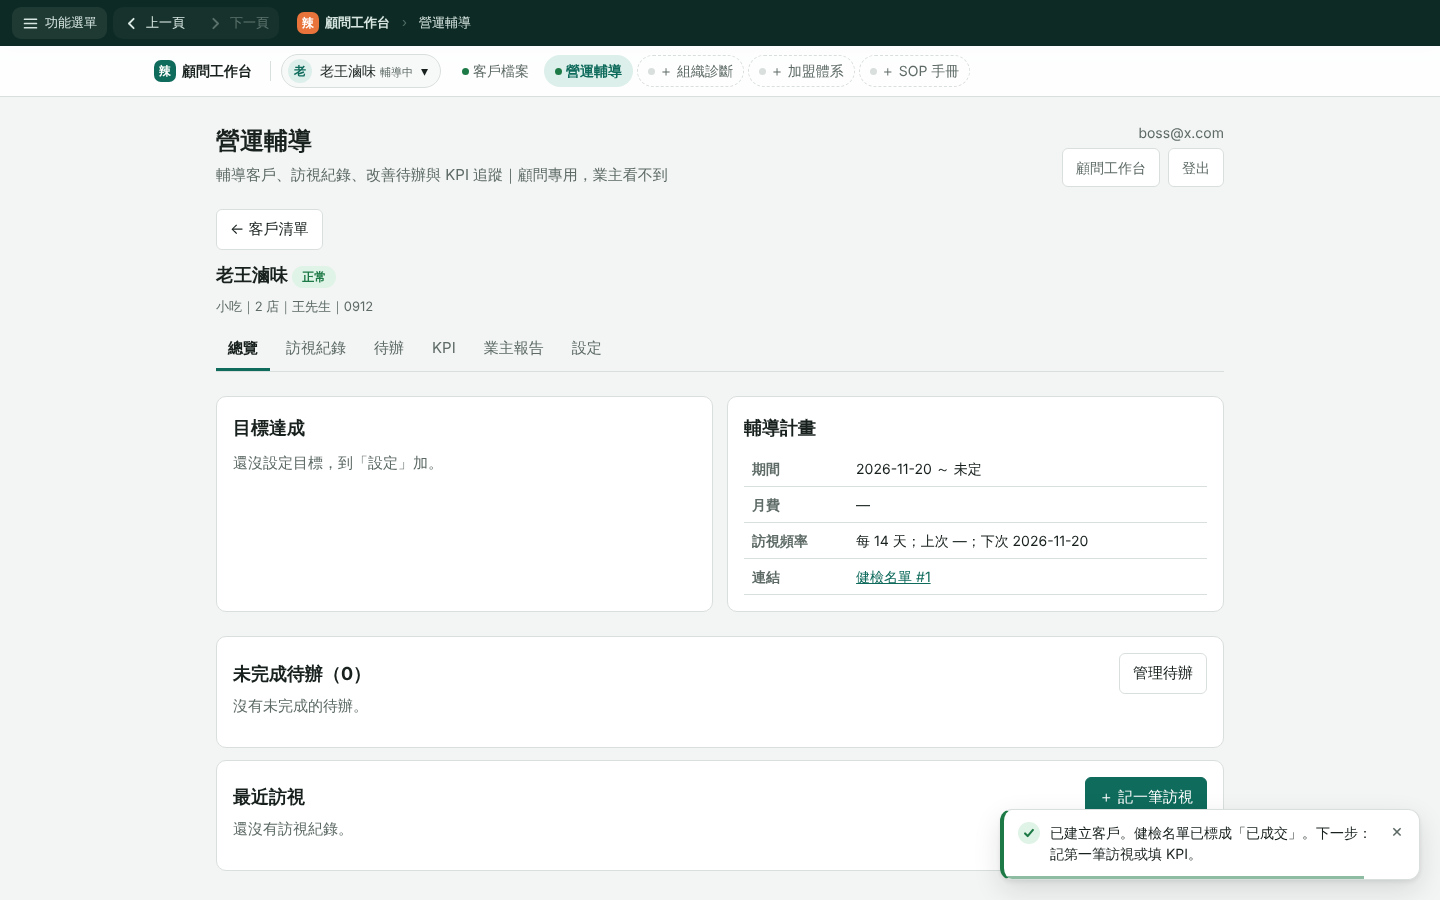 功能選單
上一頁
下一頁
辣 顧問工作台 › 營運輔導
辣 顧問工作台
老 老王滷味 輔導中 ▼
客戶檔案
營運輔導
＋ 組織診斷
＋ 加盟體系
＋ SOP 手冊
營運輔導
boss@x.com
輔導客戶、訪視紀錄、改善待辦與 KPI 追蹤｜顧問專用，業主看不到
顧問工作台
登出
← 客戶清單
老王滷味 正常
小吃｜2 店｜王先生｜0912
總覽 訪視紀錄 待辦 KPI 業主報告 設定
目標達成
還沒設定目標，到「設定」加。
輔導計畫
期間 2026-11-20 ～ 未定
月費 —
訪視頻率 每 14 天；上次 —；下次 2026-11-20
連結 健檢名單 #1
未完成待辦（0）
管理待辦
沒有未完成的待辦。
最近訪視
＋ 記一筆訪視
還沒有訪視紀錄。
已建立客戶。健檢名單已標成「已成交」。下一步：
記第一筆訪視或填 KPI。